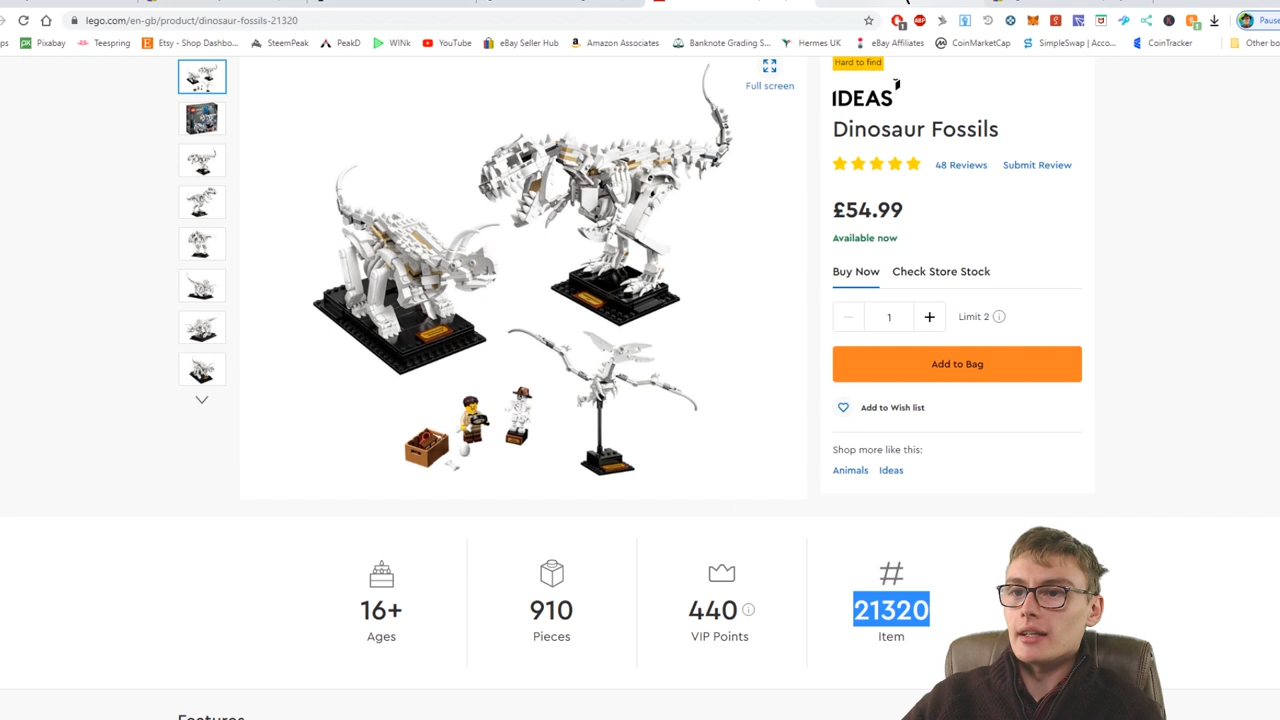 lego.com/en-gb/product/dinosaur-fossils-21320
Pause
ps Pixabay Teespring Etsy - Shop Dashbo... SteemPeak PeakD WINk YouTube eBay Seller Hub Amazon Associates Banknote Grading S... Hermes UK eBay Affiliates CoinMarketCap SimpleSwap | Acco... CoinTracker Other bo
Hard to find
Full screen
IDEAS
Dinosaur Fossils
48 Reviews Submit Review
£54.99
Available now
Buy Now Check Store Stock
1 Limit 2
Add to Bag
Add to Wish list
Shop more like this:
Animals Ideas
16+ 910 440 21320
Ages Pieces VIP Points Item
Features